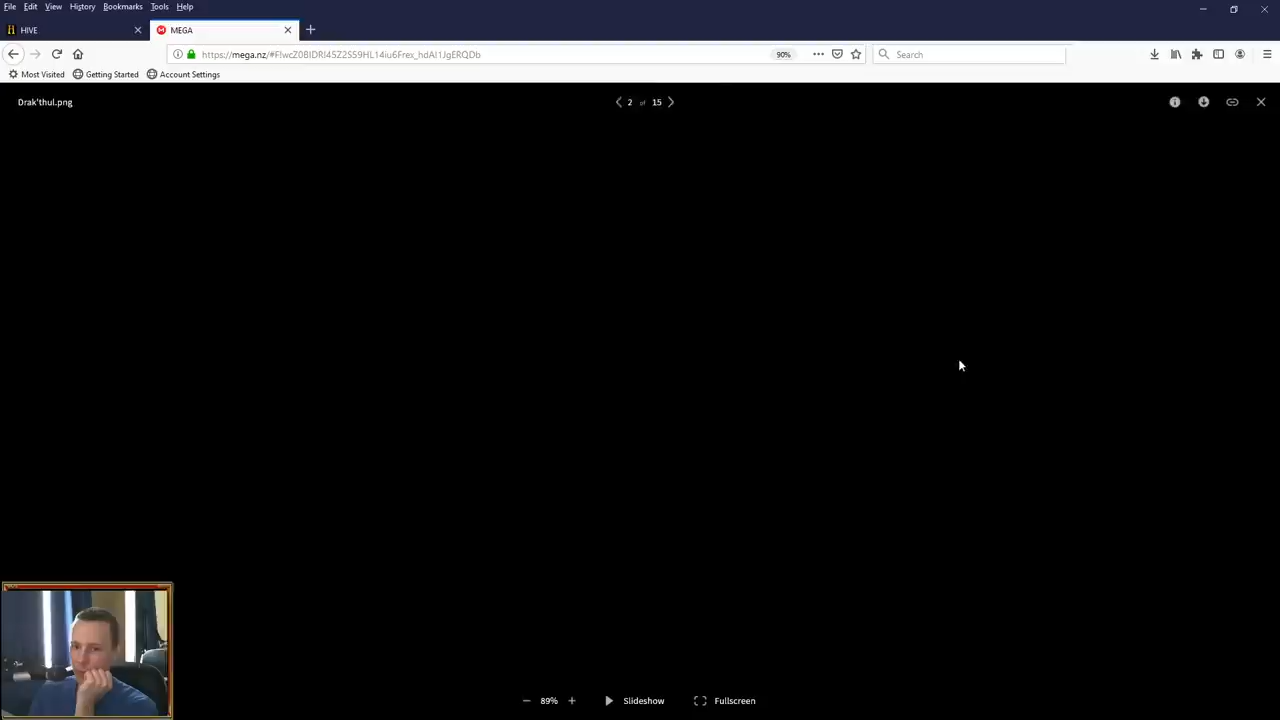 File Edit View History Bookmarks Tools Help
HIVE
MEGA
90%
Search
Most Visited Getting Started Account Settings
Drak'thul.png
2 of 15
89% Slideshow Fullscreen